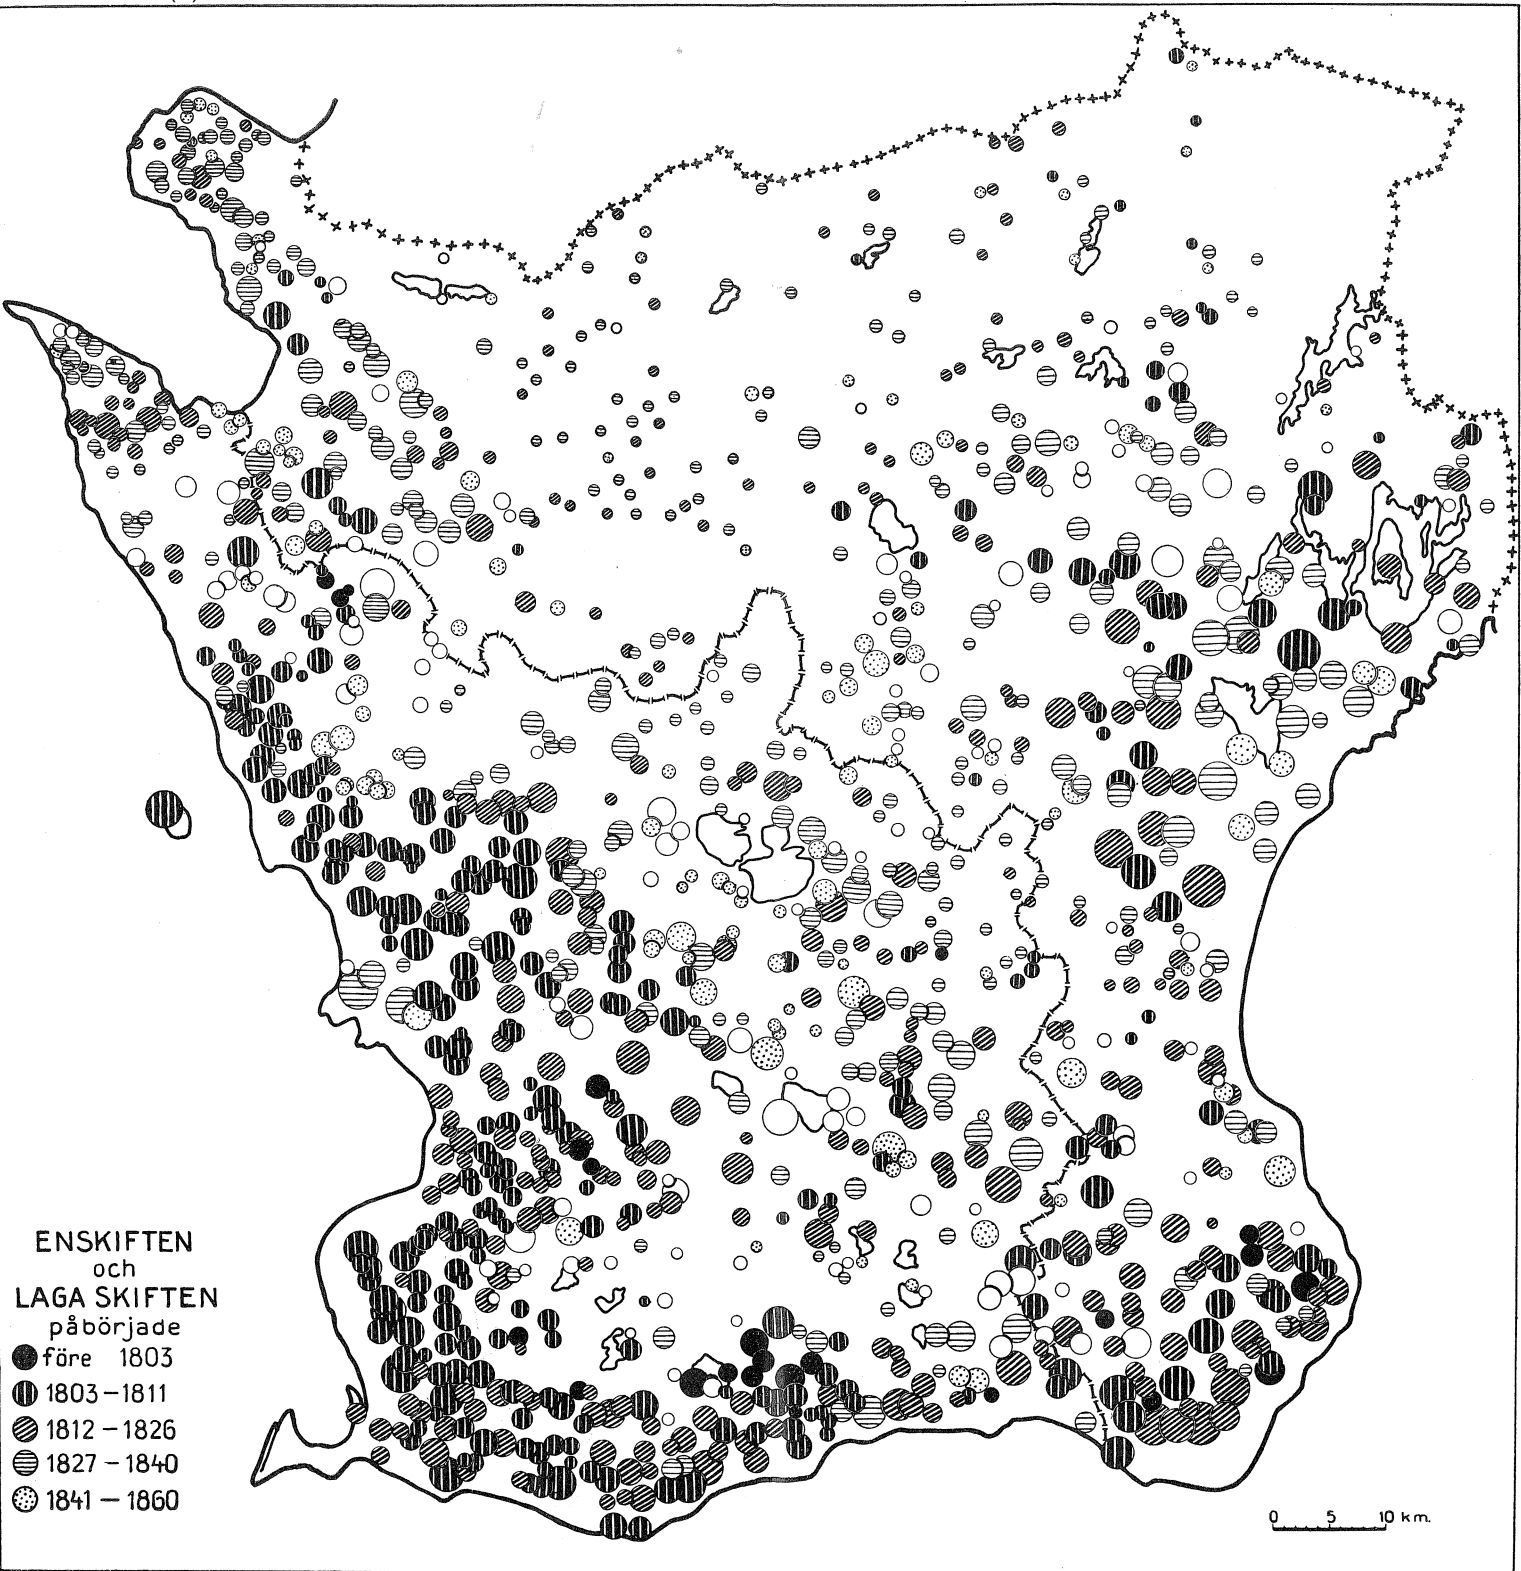 ENSKIFTEN
och
LAGA SKIFTEN
påbörjade
före 1803
1803–1811
1812–1826
1827–1840
1841–1860
0 5 10 km.